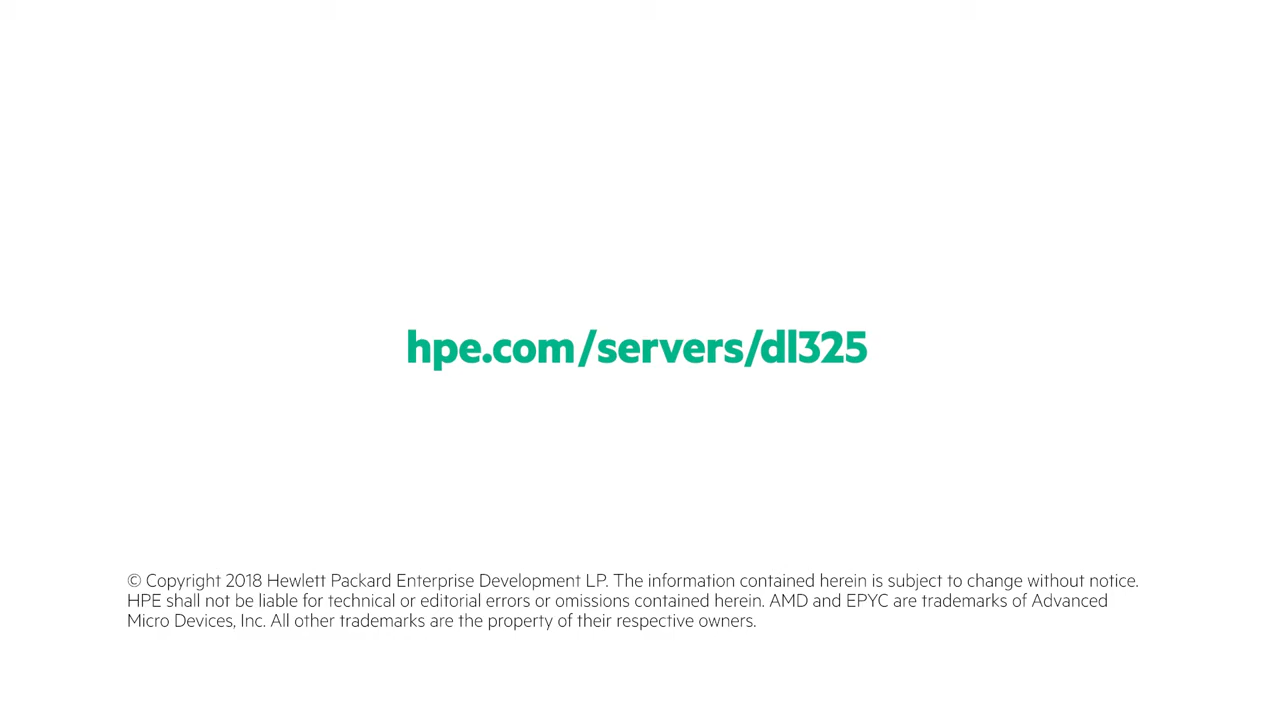 hpe.com/servers/dl325
© Copyright 2018 Hewlett Packard Enterprise Development LP. The information contained herein is subject to change without notice.
HPE shall not be liable for technical or editorial errors or omissions contained herein. AMD and EPYC are trademarks of Advanced
Micro Devices, Inc. All other trademarks are the property of their respective owners.